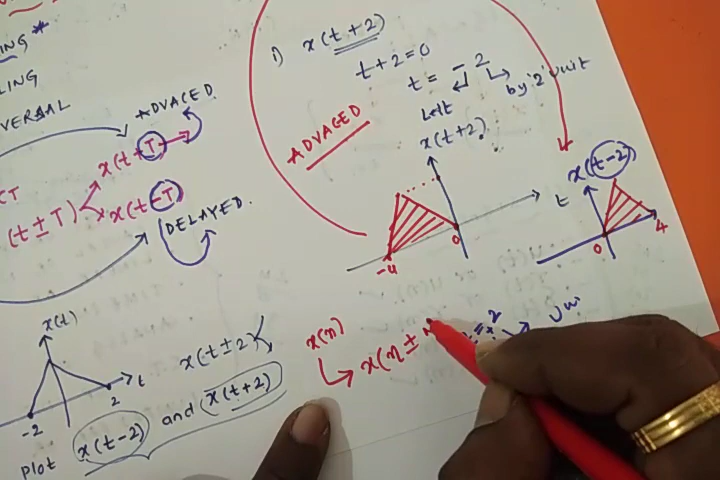 ING *
LING
VERSAL
ADVACED
x(t+T)
CT
(t ± T)
x(t-T)
DELAYED.
1) x(t+2)
t+2=0
t = -2
Left
by '2' unit
ADVACED
x(t+2)
-4
0
x(t-2)
t
0
4
x(t)
t
-2
2
x(t±2)
plot x(t-2) and x(t+2)
x(n)
x(n ±